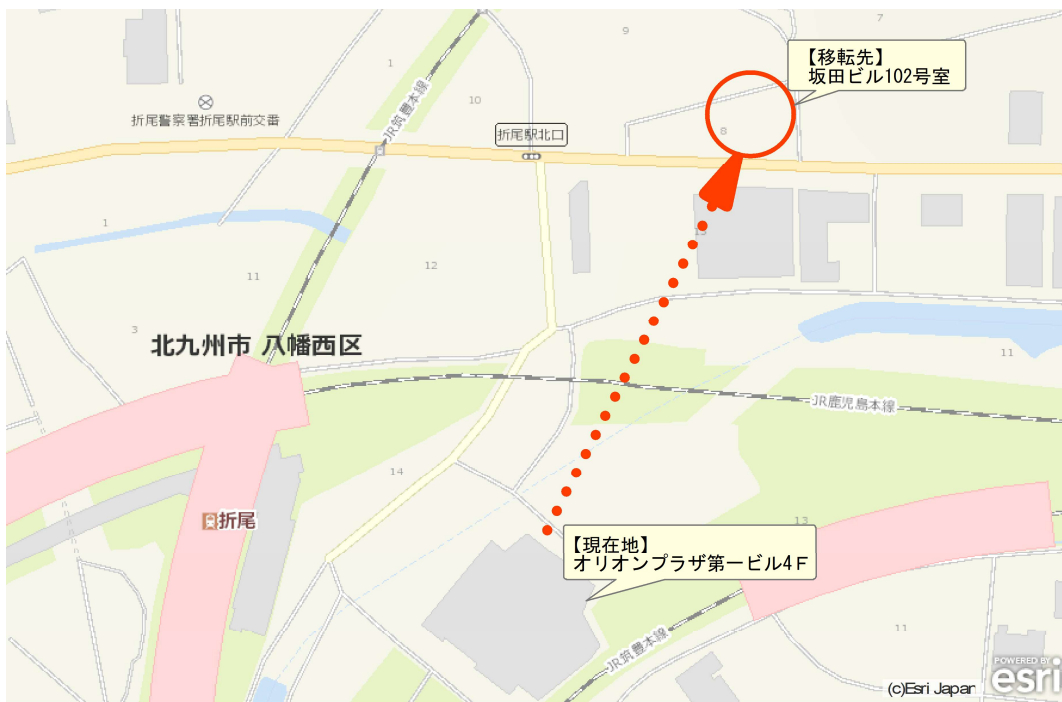 7
9
【移転先】
坂田ビル102号室
1
10
JR筑豊本線
折尾警察署折尾駅前交番
折尾駅北口
8
1
15
12
11
3
北九州市 八幡西区
11
JR鹿児島本線
14
折尾
13
【現在地】
オリオンプラザ第一ビル4F
11
JR筑豊本線
POWERED BY
esri
(c)Esri Japan